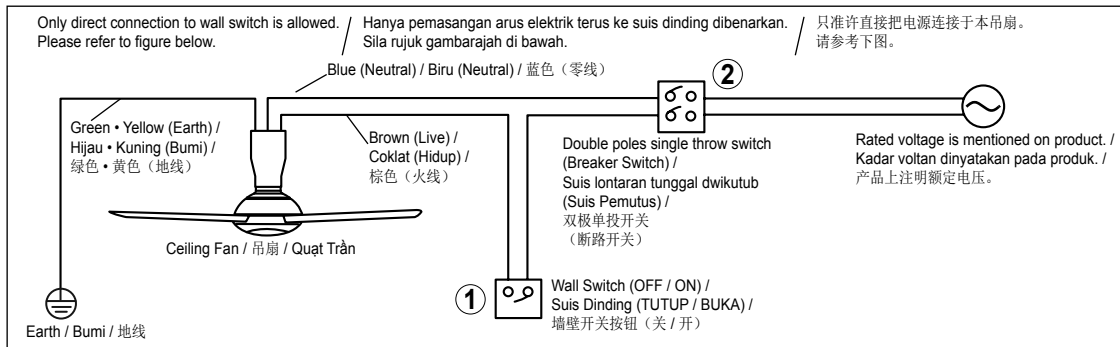 Only direct connection to wall switch is allowed.
Please refer to figure below.
/
Hanya pemasangan arus elektrik terus ke suis dinding dibenarkan.
Sila rujuk gambarajah di bawah.
/
只准许直接把电源连接于本吊扇。
请参考下图。
Blue (Neutral) / Biru (Neutral) / 蓝色（零线）
2
Green • Yellow (Earth) /
Hijau • Kuning (Bumi) /
绿色 • 黄色（地线）
Brown (Live) /
Coklat (Hidup) /
棕色（火线）
Double poles single throw switch
(Breaker Switch) /
Suis lontaran tunggal dwikutub
(Suis Pemutus) /
双极单投开关
（断路开关）
Rated voltage is mentioned on product. /
Kadar voltan dinyatakan pada produk. /
产品上注明额定电压。
Ceiling Fan / 吊扇 / Quạt Trần
1
Wall Switch (OFF / ON) /
Suis Dinding (TUTUP / BUKA) /
墙壁开关按钮（关 / 开）
Earth / Bumi / 地线